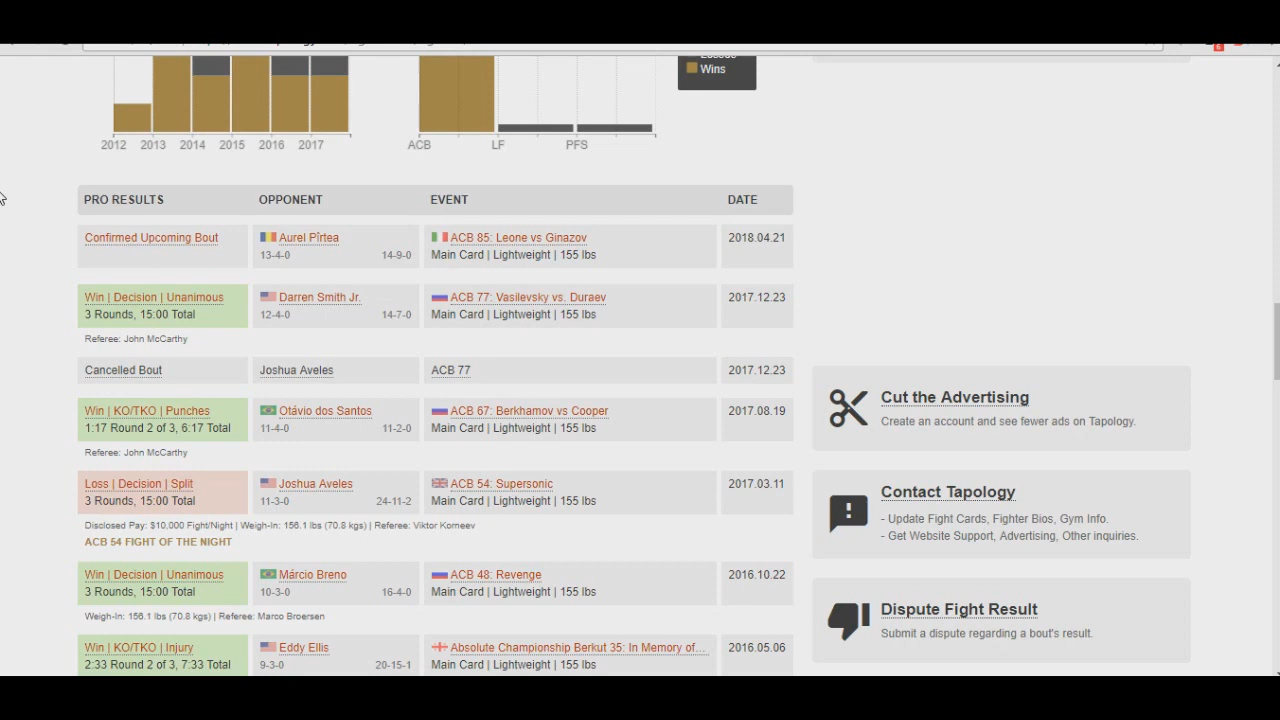 Wins
2012 2013 2014 2015 2016 2017
ACB LF PFS
PRO RESULTS OPPONENT EVENT DATE
Confirmed Upcoming Bout Aurel Pîrtea ACB 85: Leone vs Ginazov 2018.04.21
13-4-0 14-9-0 Main Card | Lightweight | 155 lbs
Win | Decision | Unanimous Darren Smith Jr. ACB 77: Vasilevsky vs. Duraev 2017.12.23
3 Rounds, 15:00 Total 12-4-0 14-7-0 Main Card | Lightweight | 155 lbs
Referee: John McCarthy
Cancelled Bout Joshua Aveles ACB 77 2017.12.23
Win | KO/TKO | Punches Otávio dos Santos ACB 67: Berkhamov vs Cooper 2017.08.19
1:17 Round 2 of 3, 6:17 Total 11-4-0 11-2-0 Main Card | Lightweight | 155 lbs
Referee: John McCarthy
Loss | Decision | Split Joshua Aveles ACB 54: Supersonic 2017.03.11
3 Rounds, 15:00 Total 11-3-0 24-11-2 Main Card | Lightweight | 155 lbs
Disclosed Pay: $10,000 Fight/Night | Weigh-In: 156.1 lbs (70.8 kgs) | Referee: Viktor Korneev
ACB 54 FIGHT OF THE NIGHT
Win | Decision | Unanimous Márcio Breno ACB 48: Revenge 2016.10.22
3 Rounds, 15:00 Total 10-3-0 16-4-0 Main Card | Lightweight | 155 lbs
Weigh-In: 156.1 lbs (70.8 kgs) | Referee: Marco Broersen
Win | KO/TKO | Injury Eddy Ellis Absolute Championship Berkut 35: In Memory of... 2016.05.06
2:33 Round 2 of 3, 7:33 Total 9-3-0 20-15-1 Main Card | Lightweight | 155 lbs
Cut the Advertising
Create an account and see fewer ads on Tapology.
Contact Tapology
- Update Fight Cards, Fighter Bios, Gym Info.
- Get Website Support, Advertising, Other inquiries.
Dispute Fight Result
Submit a dispute regarding a bout's result.